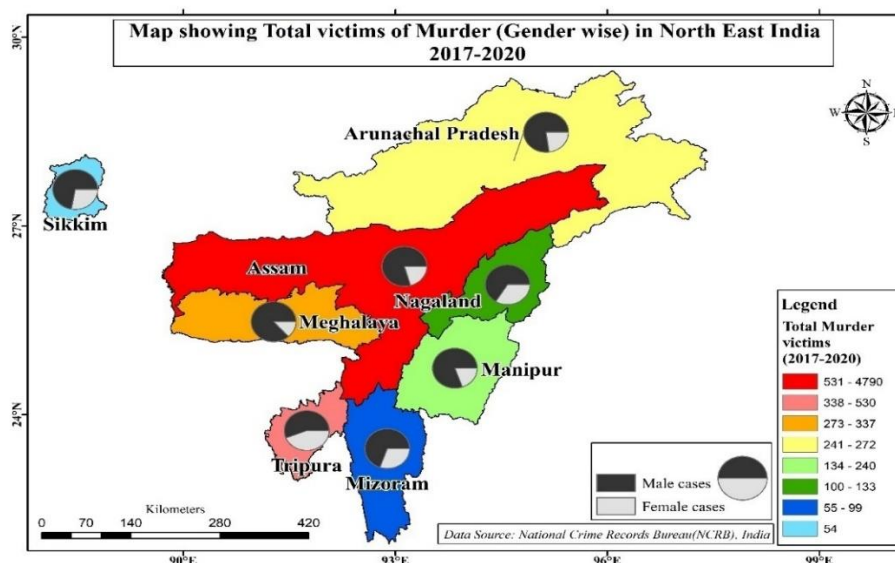 Map showing Total victims of Murder (Gender wise) in North East India
2017-2020
30°N
N
W
S
Arunachal Pradesh
Sikkim
27°N
Assam
Nagaland
Meghalaya
Manipur
24°N
Tripura
Mizoram
Legend
Total Murder
victims
(2017-2020)
531 - 4790
338 - 530
273 - 337
241 - 272
134 - 240
100 - 133
55 - 99
54
Male cases
Female cases
Kilometers
0 70 140 280 420
Data Source: National Crime Records Bureau(NCRB), India
90°E 93°E 96°E 99°E